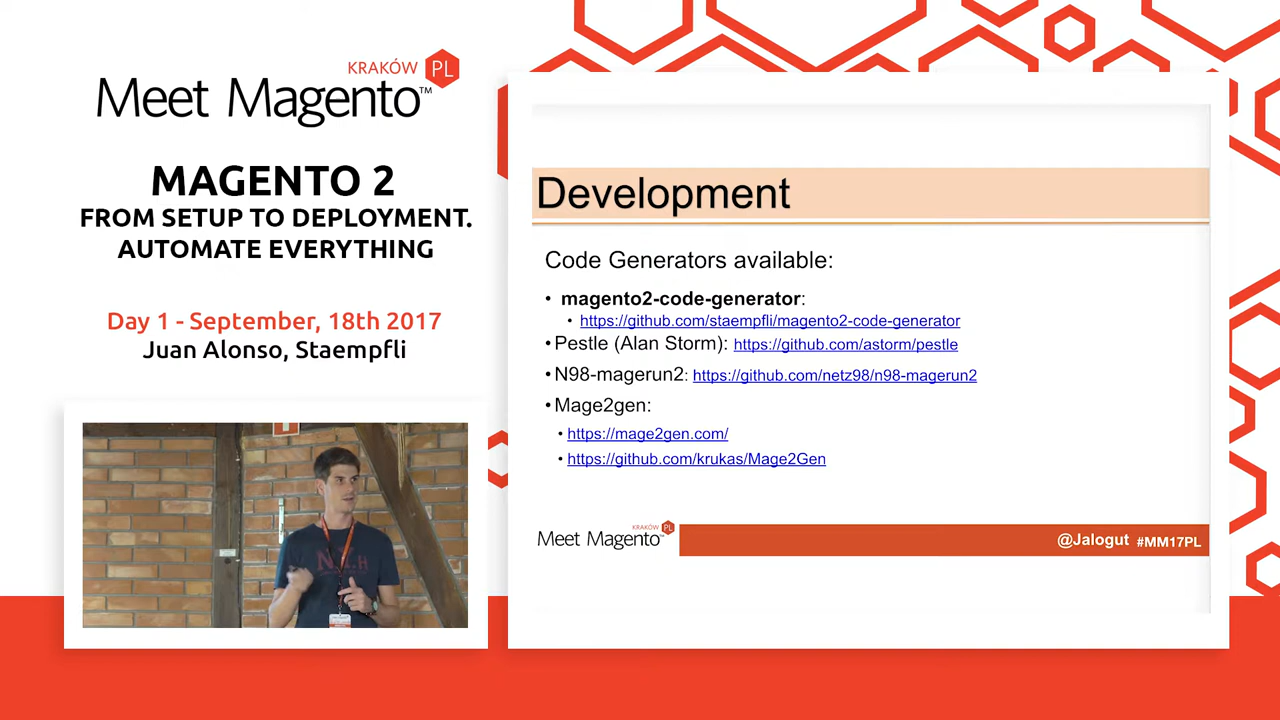 KRAKÓW PL
Meet Magento™
MAGENTO 2
FROM SETUP TO DEPLOYMENT.
AUTOMATE EVERYTHING
Day 1 - September, 18th 2017
Juan Alonso, Staempfli
Development
Code Generators available:
• magento2-code-generator:
• https://github.com/staempfli/magento2-code-generator
• Pestle (Alan Storm): https://github.com/astorm/pestle
• N98-magerun2: https://github.com/netz98/n98-magerun2
• Mage2gen:
• https://mage2gen.com/
• https://github.com/krukas/Mage2Gen
KRAKÓW PL
Meet Magento™
@Jalogut #MM17PL